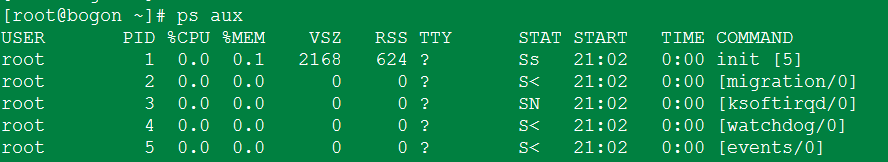 [root@bogon ~]# ps aux
USER       PID %CPU %MEM    VSZ   RSS TTY      STAT START   TIME COMMAND
root         1  0.0  0.1   2168   624 ?        Ss   21:02   0:00 init [5]
root         2  0.0  0.0      0     0 ?        S<   21:02   0:00 [migration/0]
root         3  0.0  0.0      0     0 ?        SN   21:02   0:00 [ksoftirqd/0]
root         4  0.0  0.0      0     0 ?        S<   21:02   0:00 [watchdog/0]
root         5  0.0  0.0      0     0 ?        S<   21:02   0:00 [events/0]